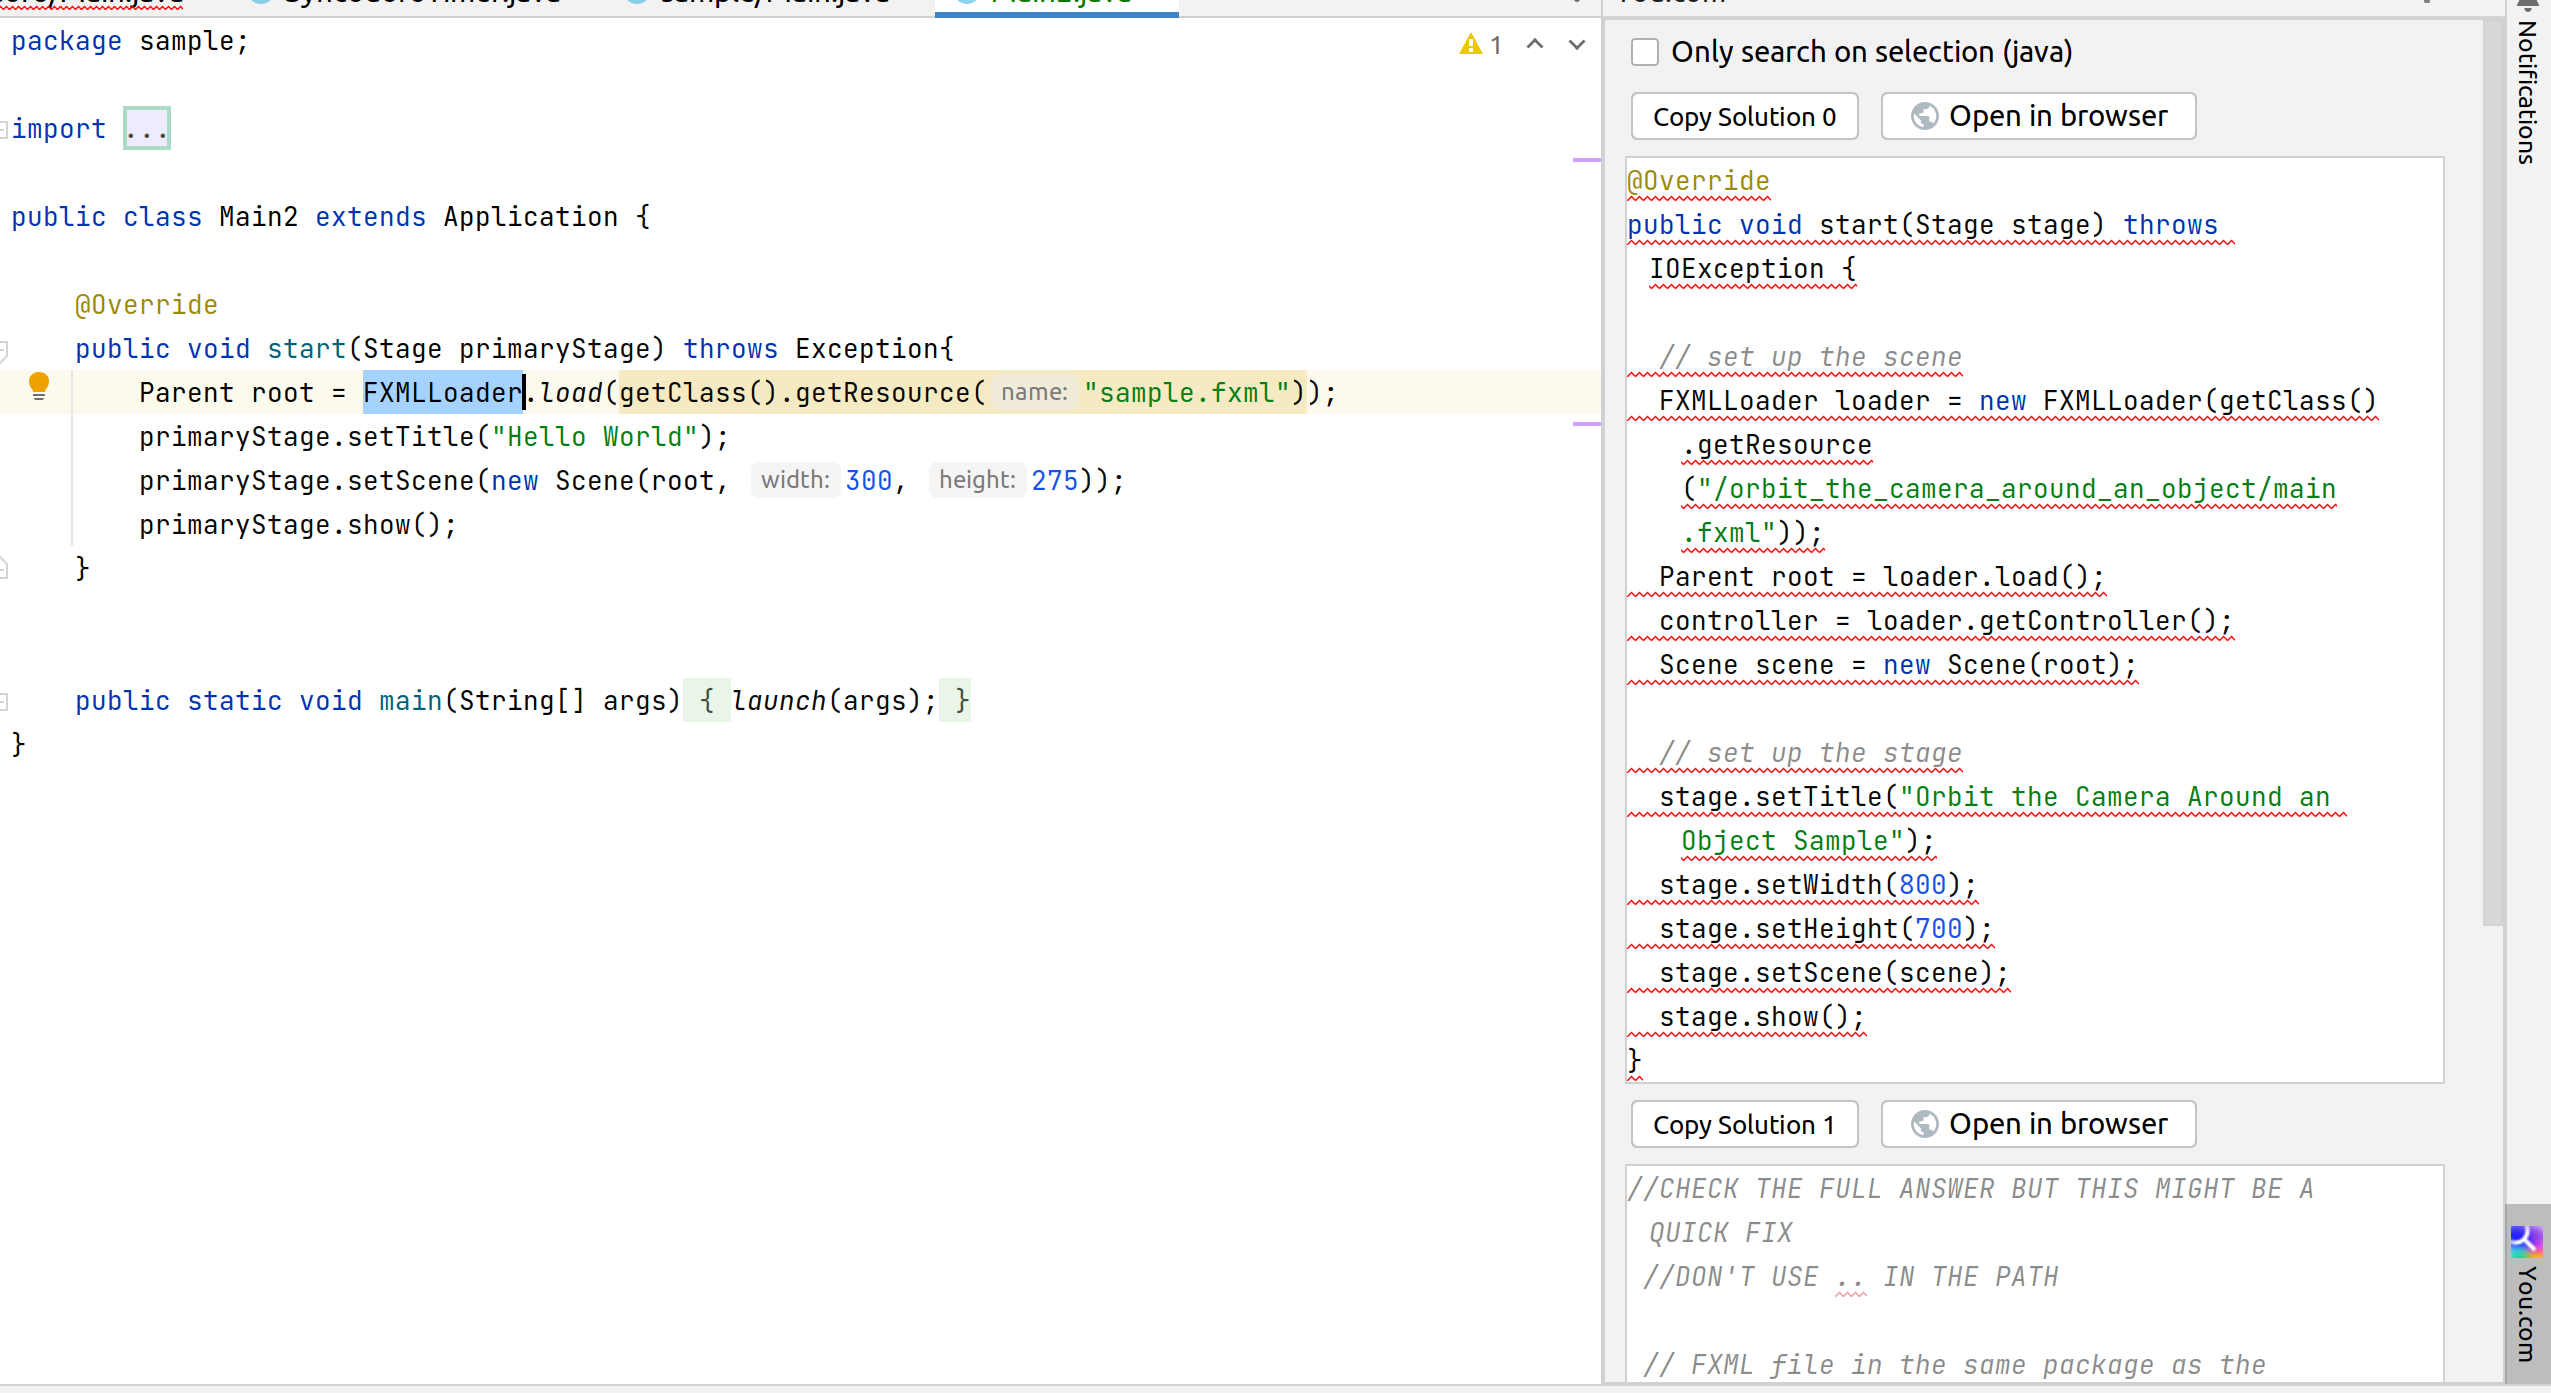 package sample;
import ...
public class Main2 extends Application {
@Override
public void start(Stage primaryStage) throws Exception{
Parent root = FXMLLoader.load(getClass().getResource( name: "sample.fxml"));
primaryStage.setTitle("Hello World");
primaryStage.setScene(new Scene(root, width: 300, height: 275));
primaryStage.show();
}
public static void main(String[] args) { launch(args); }
}
1
Only search on selection (java)
Copy Solution 0
Open in browser
@Override
public void start(Stage stage) throws
IOException {
// set up the scene
FXMLLoader loader = new FXMLLoader(getClass()
.getResource
("/orbit_the_camera_around_an_object/main
.fxml"));
Parent root = loader.load();
controller = loader.getController();
Scene scene = new Scene(root);
// set up the stage
stage.setTitle("Orbit the Camera Around an
Object Sample");
stage.setWidth(800);
stage.setHeight(700);
stage.setScene(scene);
stage.show();
}
Copy Solution 1
Open in browser
//CHECK THE FULL ANSWER BUT THIS MIGHT BE A
QUICK FIX
//DON'T USE .. IN THE PATH
// FXML file in the same package as the
Notifications
You.com